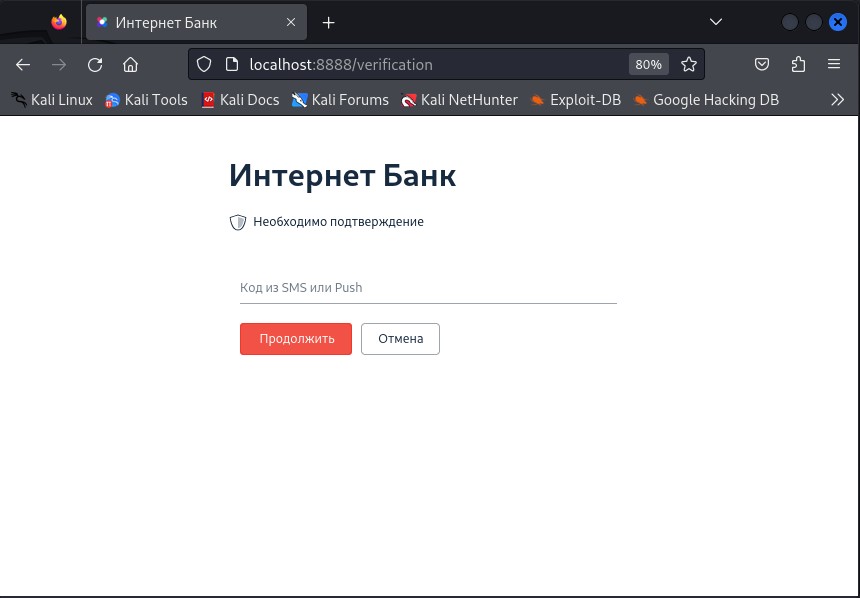 Интернет Банк
localhost:8888/verification
80%
Kali Linux
Kali Tools
Kali Docs
Kali Forums
Kali NetHunter
Exploit-DB
Google Hacking DB
Интернет Банк
Необходимо подтверждение
Код из SMS или Push
Продолжить
Отмена